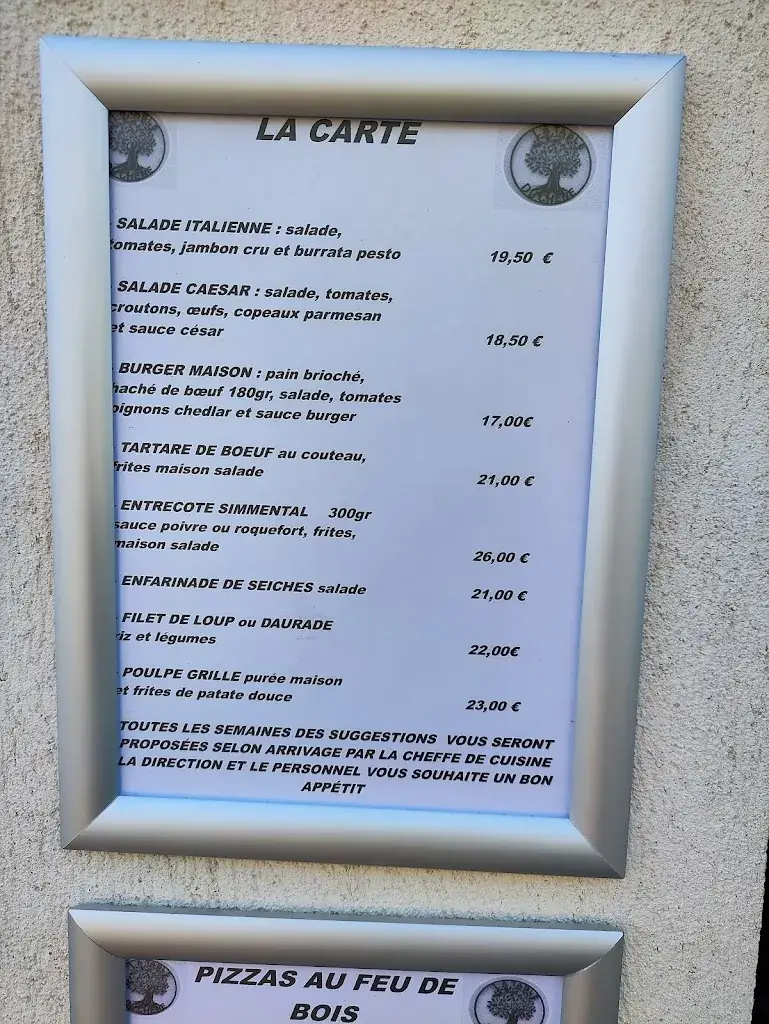 LA CARTE
SALADE ITALIENNE : salade,
tomates, jambon cru et burrata pesto 19,50 €
SALADE CAESAR : salade, tomates,
croutons, œufs, copeaux parmesan
et sauce césar 18,50 €
BURGER MAISON : pain brioché,
haché de bœuf 180gr, salade, tomates
oignons chedlar et sauce burger 17,00€
TARTARE DE BOEUF au couteau,
frites maison salade 21,00 €
ENTRECOTE SIMMENTAL 300gr
sauce poivre ou roquefort, frites,
maison salade 26,00 €
ENFARINADE DE SEICHES salade 21,00 €
FILET DE LOUP ou DAURADE
riz et légumes 22,00€
POULPE GRILLE purée maison
et frites de patate douce 23,00 €
TOUTES LES SEMAINES DES SUGGESTIONS VOUS SERONT
PROPOSÉES SELON ARRIVAGE PAR LA CHEFFE DE CUISINE
LA DIRECTION ET LE PERSONNEL VOUS SOUHAITE UN BON
APPÉTIT
PIZZAS AU FEU DE
BOIS